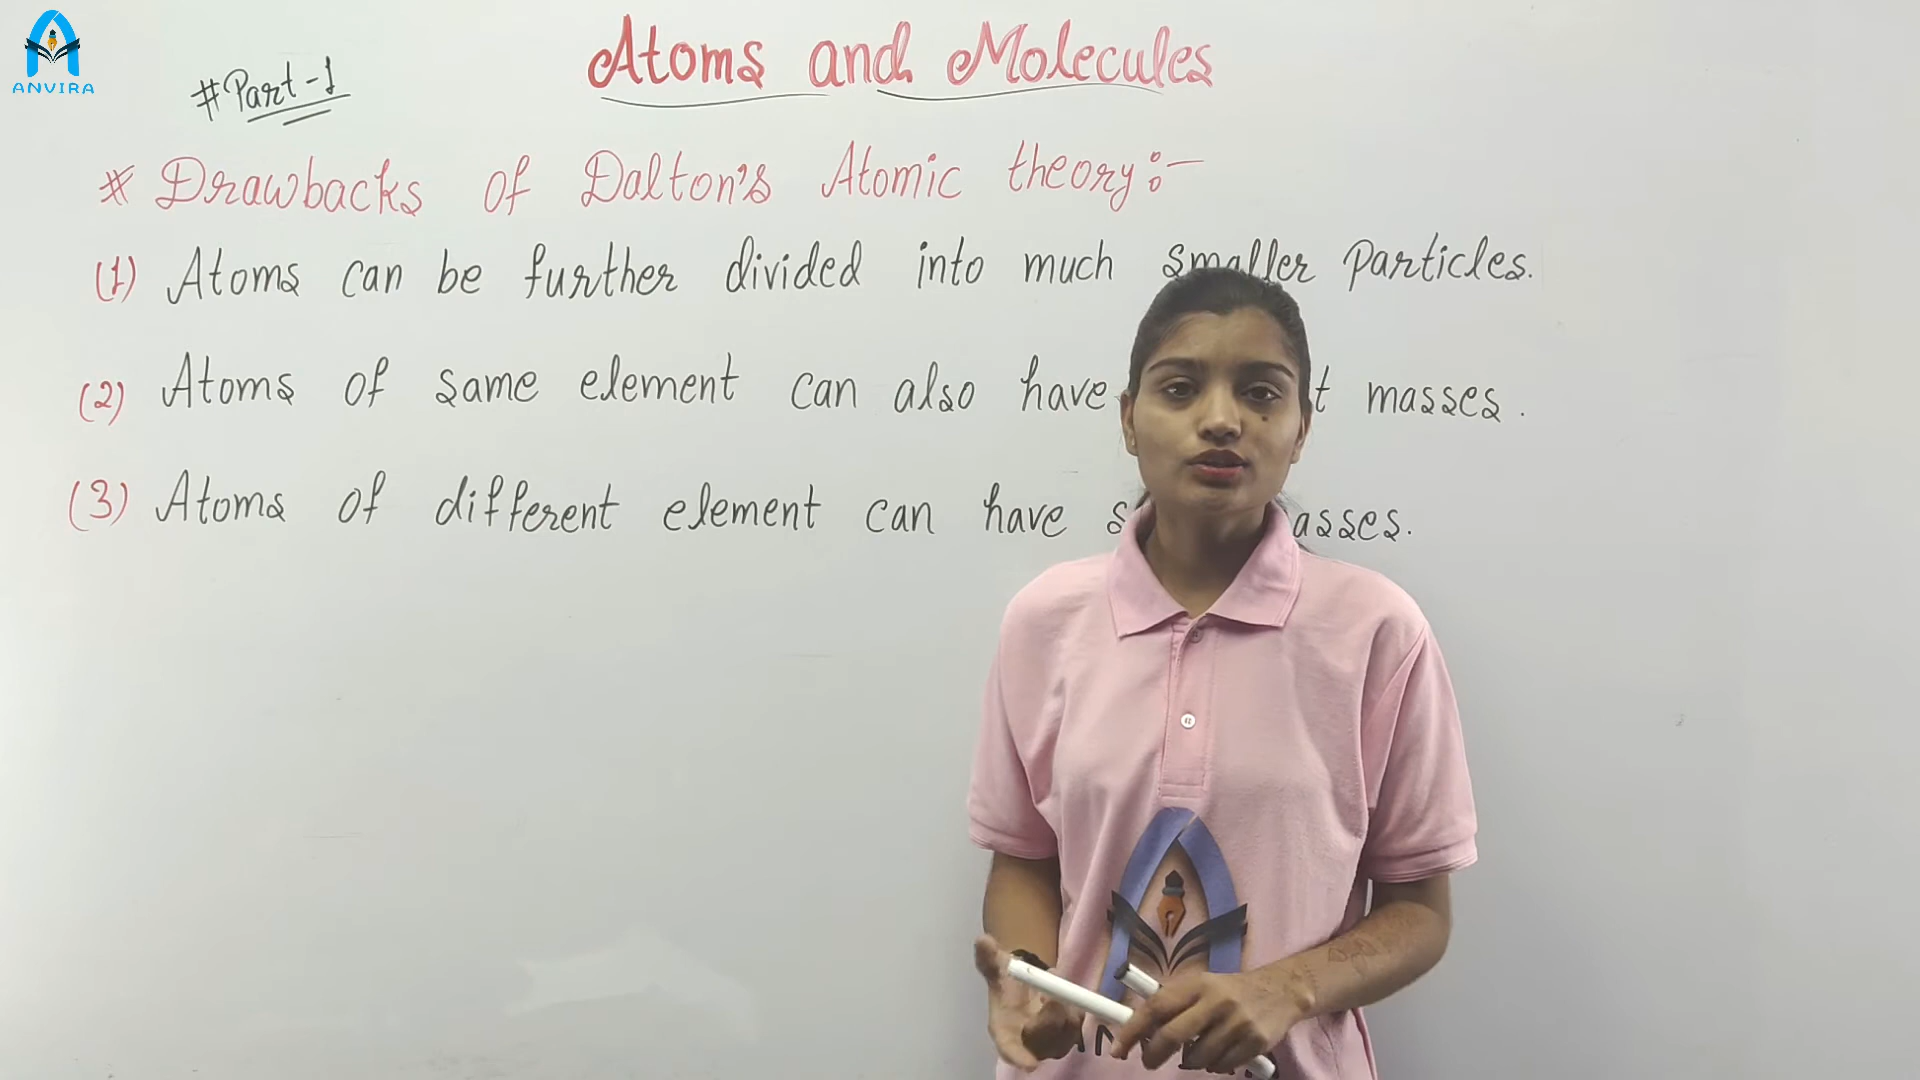 ANVIRA
#Part-1
Atoms and Molecules
* Drawbacks of Dalton's Atomic theory:-
(1) Atoms can be further divided into much smaller particles.
(2) Atoms of same element can also have t masses.
(3) Atoms of different element can have s asses.